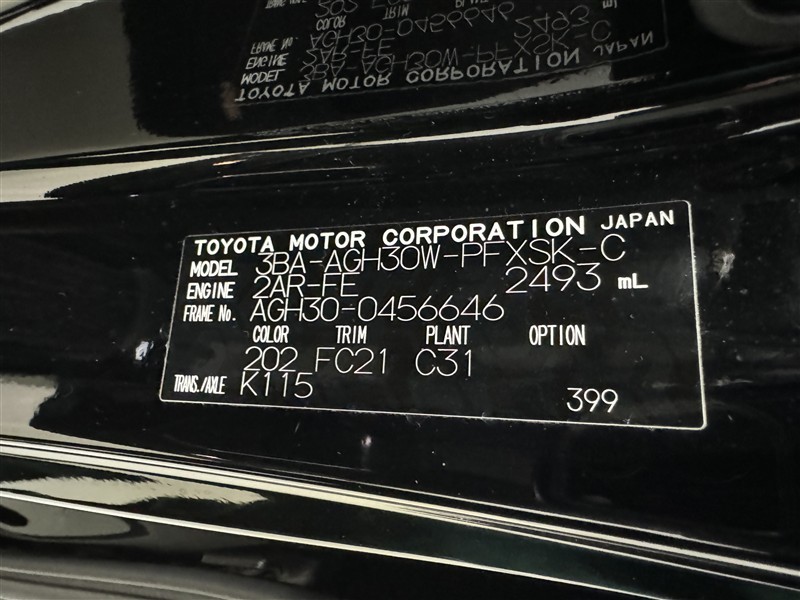 TOYOTA MOTOR CORPORATION JAPAN
MODEL 3BA-AGH30W-PFXSK-C
ENGINE 2AR-FE 2493 mL
FRAME No. AGH30-0456646
COLOR TRIM PLANT OPTION
202 FC21 C31
TRANS./AXLE K115
399